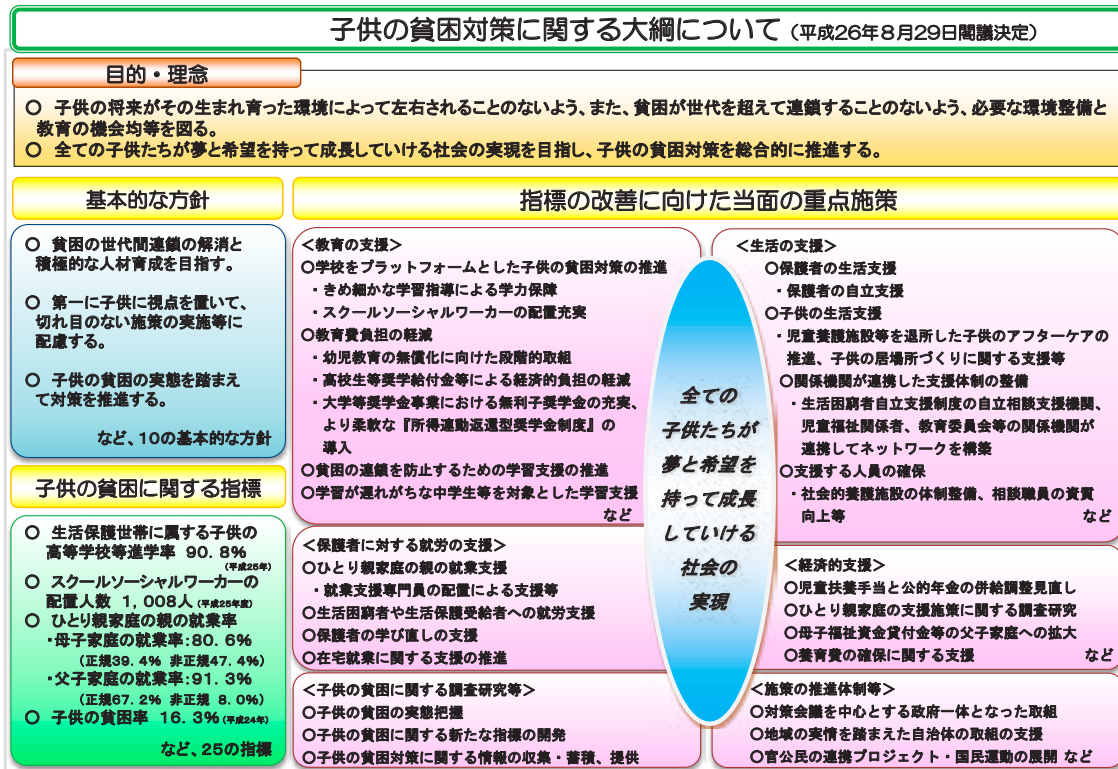 子供の貧困対策に関する大綱について（平成26年8月29日閣議決定）
目的・理念
○ 子供の将来がその生まれ育った環境によって左右されることのないよう、また、貧困が世代を超えて連鎖することのないよう、必要な環境整備と
教育の機会均等を図る。
○ 全ての子供たちが夢と希望を持って成長していける社会の実現を目指し、子供の貧困対策を総合的に推進する。
基本的な方針
○ 貧困の世代間連鎖の解消と
積極的な人材育成を目指す。
○ 第一に子供に視点を置いて、
切れ目のない施策の実施等に
配慮する。
○ 子供の貧困の実態を踏まえ
て対策を推進する。
など、10の基本的な方針
子供の貧困に関する指標
○ 生活保護世帯に属する子供の
高等学校等進学率 90.8%
（平成25年）
○ スクールソーシャルワーカーの
配置人数 1,008人（平成25年度）
○ ひとり親家庭の親の就業率
・母子家庭の就業率：80.6%
（正規39.4% 非正規47.4%）
・父子家庭の就業率：91.3%
（正規67.2% 非正規 8.0%）
○ 子供の貧困率 16.3%（平成24年）
など、25の指標
指標の改善に向けた当面の重点施策
＜教育の支援＞
○学校をプラットフォームとした子供の貧困対策の推進
・きめ細かな学習指導による学力保障
・スクールソーシャルワーカーの配置充実
○教育費負担の軽減
・幼児教育の無償化に向けた段階的取組
・高校生等奨学給付金等による経済的負担の軽減
・大学等奨学金事業における無利子奨学金の充実、
より柔軟な『所得連動返還型奨学金制度』の
導入
○貧困の連鎖を防止するための学習支援の推進
○学習が遅れがちな中学生等を対象とした学習支援
など
＜保護者に対する就労の支援＞
○ひとり親家庭の親の就業支援
・就業支援専門員の配置による支援等
○生活困窮者や生活保護受給者への就労支援
○保護者の学び直しの支援
○在宅就業に関する支援の推進
＜子供の貧困に関する調査研究等＞
○子供の貧困の実態把握
○子供の貧困に関する新たな指標の開発
○子供の貧困対策に関する情報の収集・蓄積、提供
全ての
子供たちが
夢と希望を
持って成長
していける
社会の
実現
＜生活の支援＞
○保護者の生活支援
・保護者の自立支援
○子供の生活支援
・児童養護施設等を退所した子供のアフターケアの
推進、子供の居場所づくりに関する支援等
○関係機関が連携した支援体制の整備
・生活困窮者自立支援制度の自立相談支援機関、
児童福祉関係者、教育委員会等の関係機関が
連携してネットワークを構築
○支援する人員の確保
・社会的養護施設の体制整備、相談職員の資質
向上等 など
＜経済的支援＞
○児童扶養手当と公的年金の併給調整見直し
○ひとり親家庭の支援施策に関する調査研究
○母子福祉資金貸付金等の父子家庭への拡大
○養育費の確保に関する支援 など
＜施策の推進体制等＞
○対策会議を中心とする政府一体となった取組
○地域の実情を踏まえた自治体の取組の支援
○官公民の連携プロジェクト・国民運動の展開 など